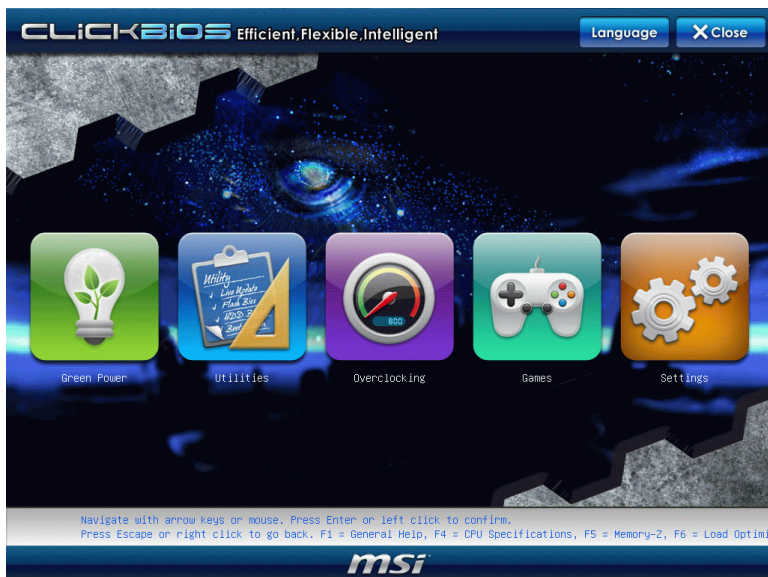 CLiCKBiOS Efficient,Flexible,Intelligent
Language
X Close
Utility
Live Update
Flash Bios
HDD
800
Green Power
Utilities
Overclocking
Games
Settings
Navigate with arrow keys or mouse. Press Enter or left click to confirm.
Press Escape or right click to go back. F1 = General Help, F4 = CPU Specifications, F5 = Memory-Z, F6 = Load Optimi
msi